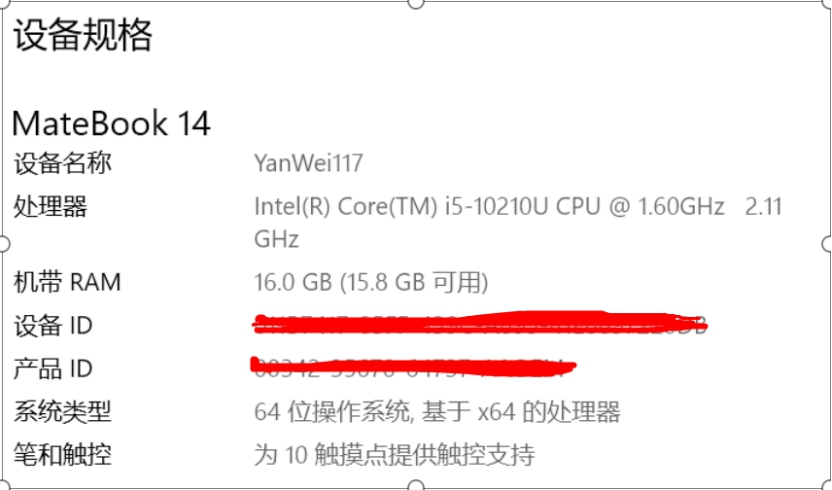 设备规格
MateBook 14
设备名称 YanWei117
处理器 Intel(R) Core(TM) i5-10210U CPU @ 1.60GHz 2.11
GHz
机带 RAM 16.0 GB (15.8 GB 可用)
设备 ID
产品 ID
系统类型 64 位操作系统, 基于 x64 的处理器
笔和触控 为 10 触摸点提供触控支持